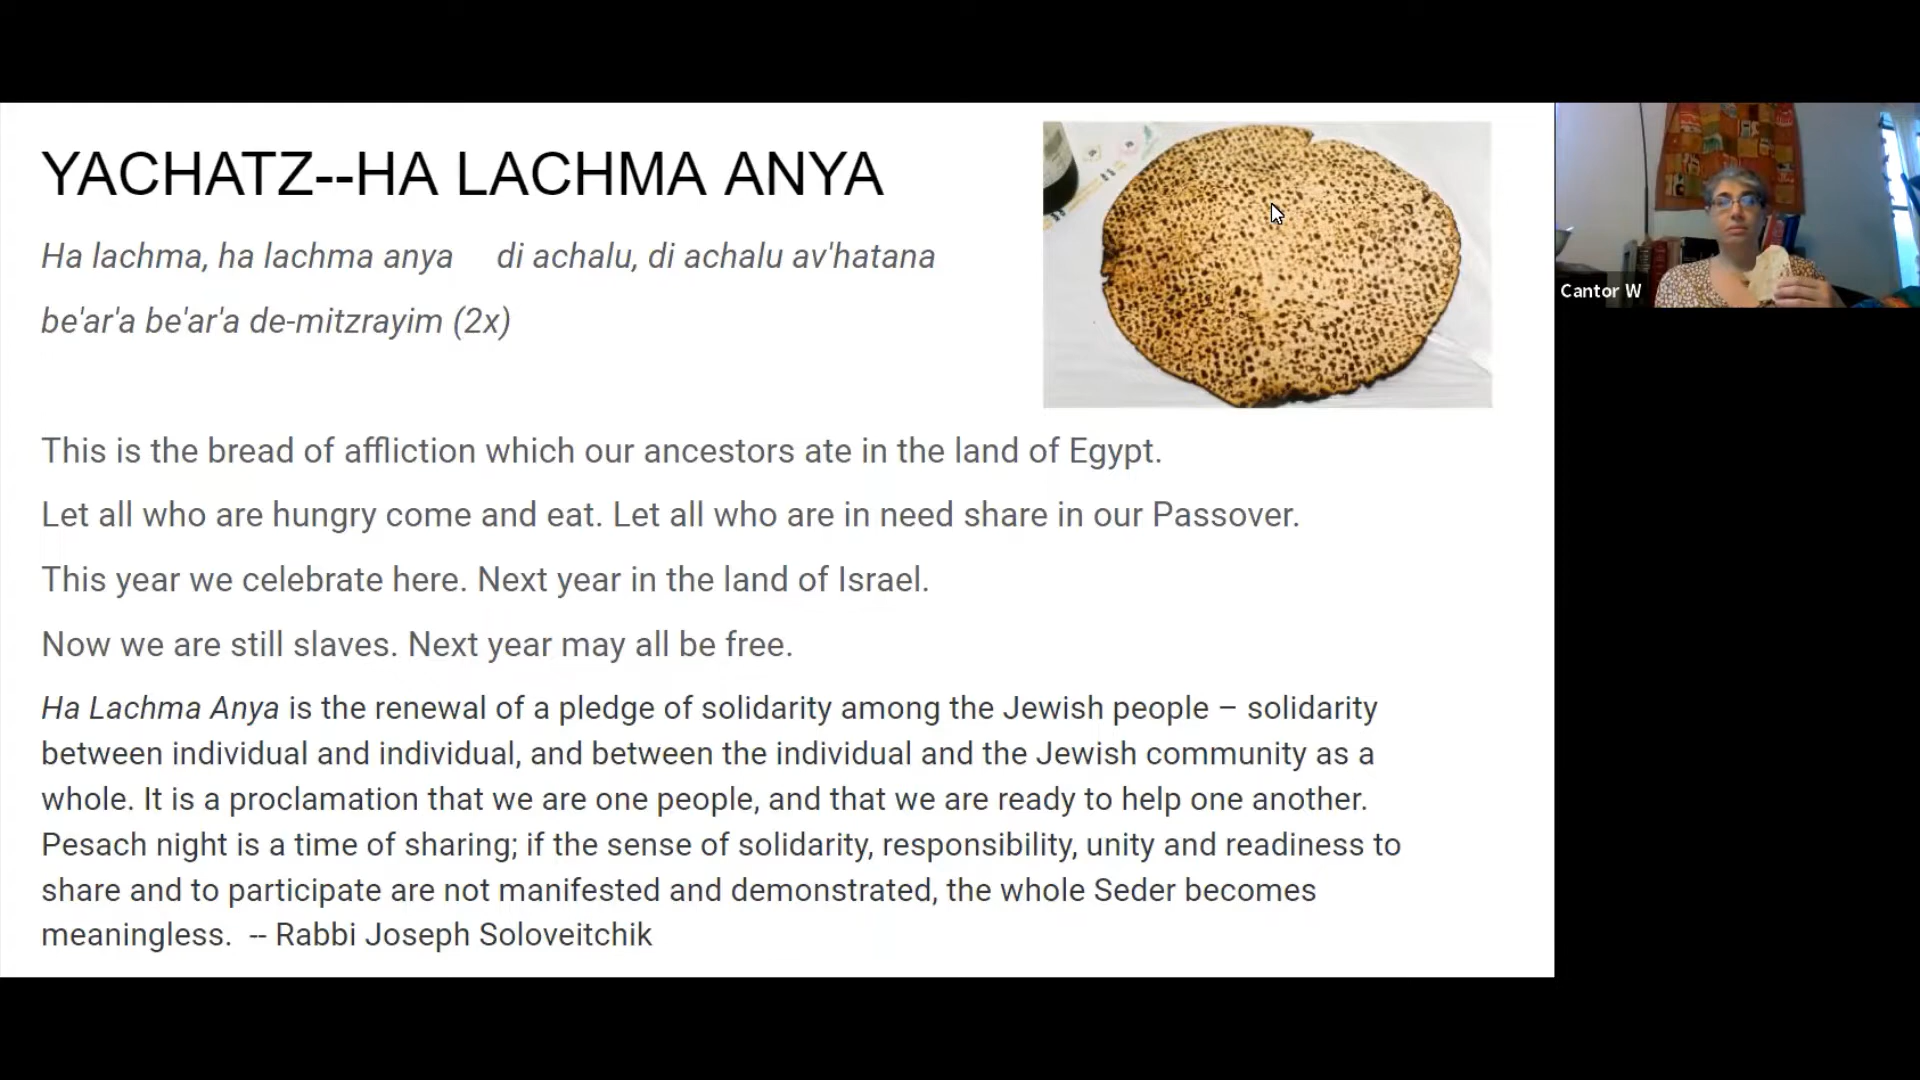 YACHATZ--HA LACHMA ANYA
Ha lachma, ha lachma anya di achalu, di achalu av'hatana
be'ar'a be'ar'a de-mitzrayim (2x)
This is the bread of affliction which our ancestors ate in the land of Egypt.
Let all who are hungry come and eat. Let all who are in need share in our Passover.
This year we celebrate here. Next year in the land of Israel.
Now we are still slaves. Next year may all be free.
Ha Lachma Anya is the renewal of a pledge of solidarity among the Jewish people – solidarity
between individual and individual, and between the individual and the Jewish community as a
whole. It is a proclamation that we are one people, and that we are ready to help one another.
Pesach night is a time of sharing; if the sense of solidarity, responsibility, unity and readiness to
share and to participate are not manifested and demonstrated, the whole Seder becomes
meaningless. -- Rabbi Joseph Soloveitchik
Cantor W